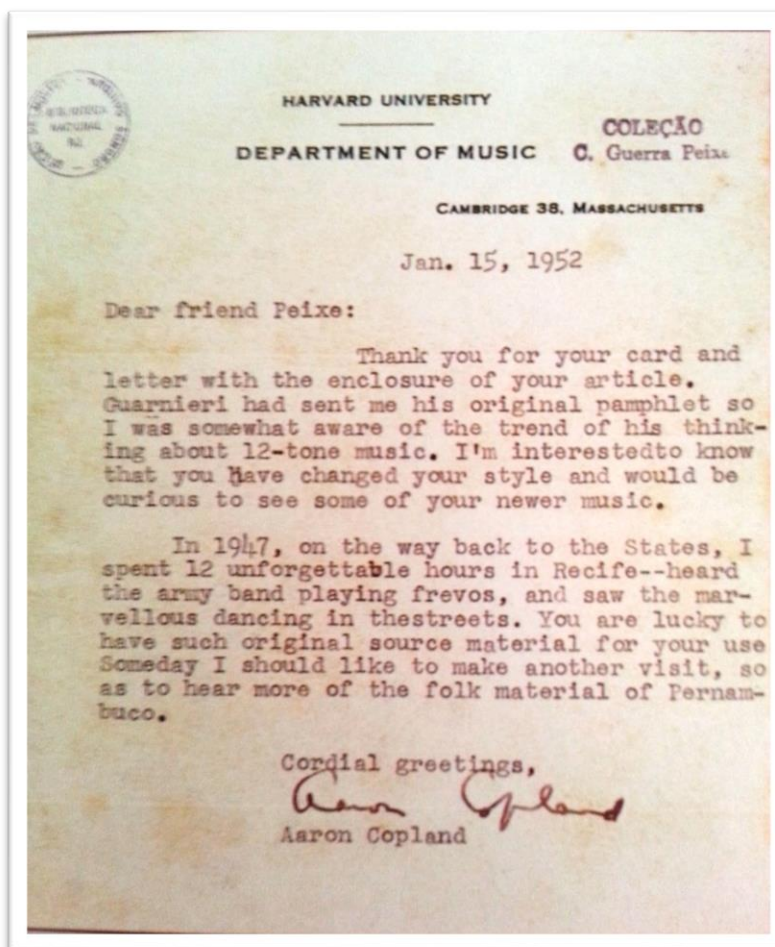 BIBLIOTECA
NACIONAL
HARVARD UNIVERSITY
DEPARTMENT OF MUSIC
COLEÇÃO
C. Guerra Peixe
CAMBRIDGE 38, MASSACHUSETTS
Jan. 15, 1952
Dear friend Peixe:
Thank you for your card and
letter with the enclosure of your article.
Guarnieri had sent me his original pamphlet so
I was somewhat aware of the trend of his think-
ing about 12-tone music. I'm interestedto know
that you have changed your style and would be
curious to see some of your newer music.
In 1947, on the way back to the States, I
spent 12 unforgettable hours in Recife--heard
the army band playing frevos, and saw the mar-
vellous dancing in thestreets. You are lucky to
have such original source material for your use
Someday I should like to make another visit, so
as to hear more of the folk material of Pernam-
buco.
Cordial greetings,
Aaron Copland
Aaron Copland